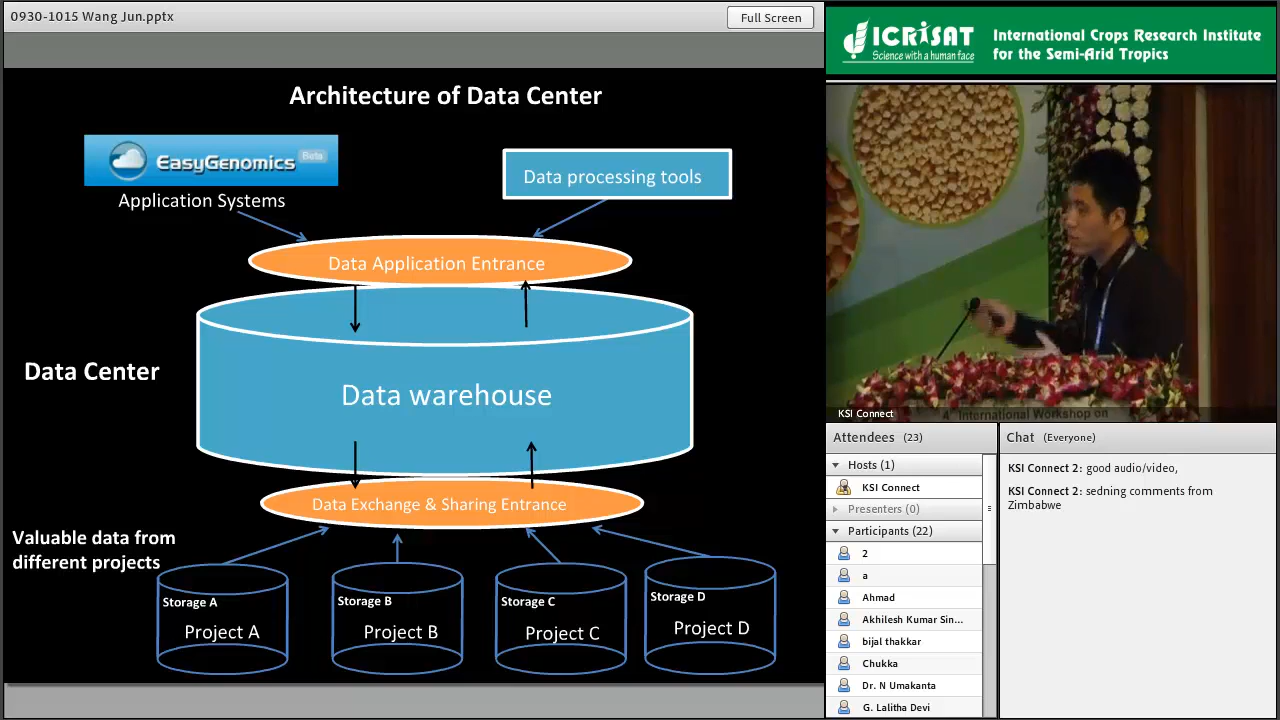 0930-1015 Wang Jun.pptx
Full Screen
Architecture of Data Center
EasyGenomics Beta
Application Systems
Data processing tools
Data Application Entrance
Data Center
Data warehouse
Data Exchange & Sharing Entrance
Valuable data from
different projects
Storage A
Project A
Storage B
Project B
Storage C
Project C
Storage D
Project D
ICRISAT
Science with a human face
International Crops Research Institute
for the Semi-Arid Tropics
KSI Connect
4th International Workshop on
Attendees (23)
Hosts (1)
KSI Connect
Presenters (0)
Participants (22)
2
a
Ahmad
Akhilesh Kumar Sin...
bijal thakkar
Chukka
Dr. N Umakanta
G. Lalitha Devi
Chat (Everyone)
KSI Connect 2: good audio/video,
KSI Connect 2: sedning comments from
Zimbabwe